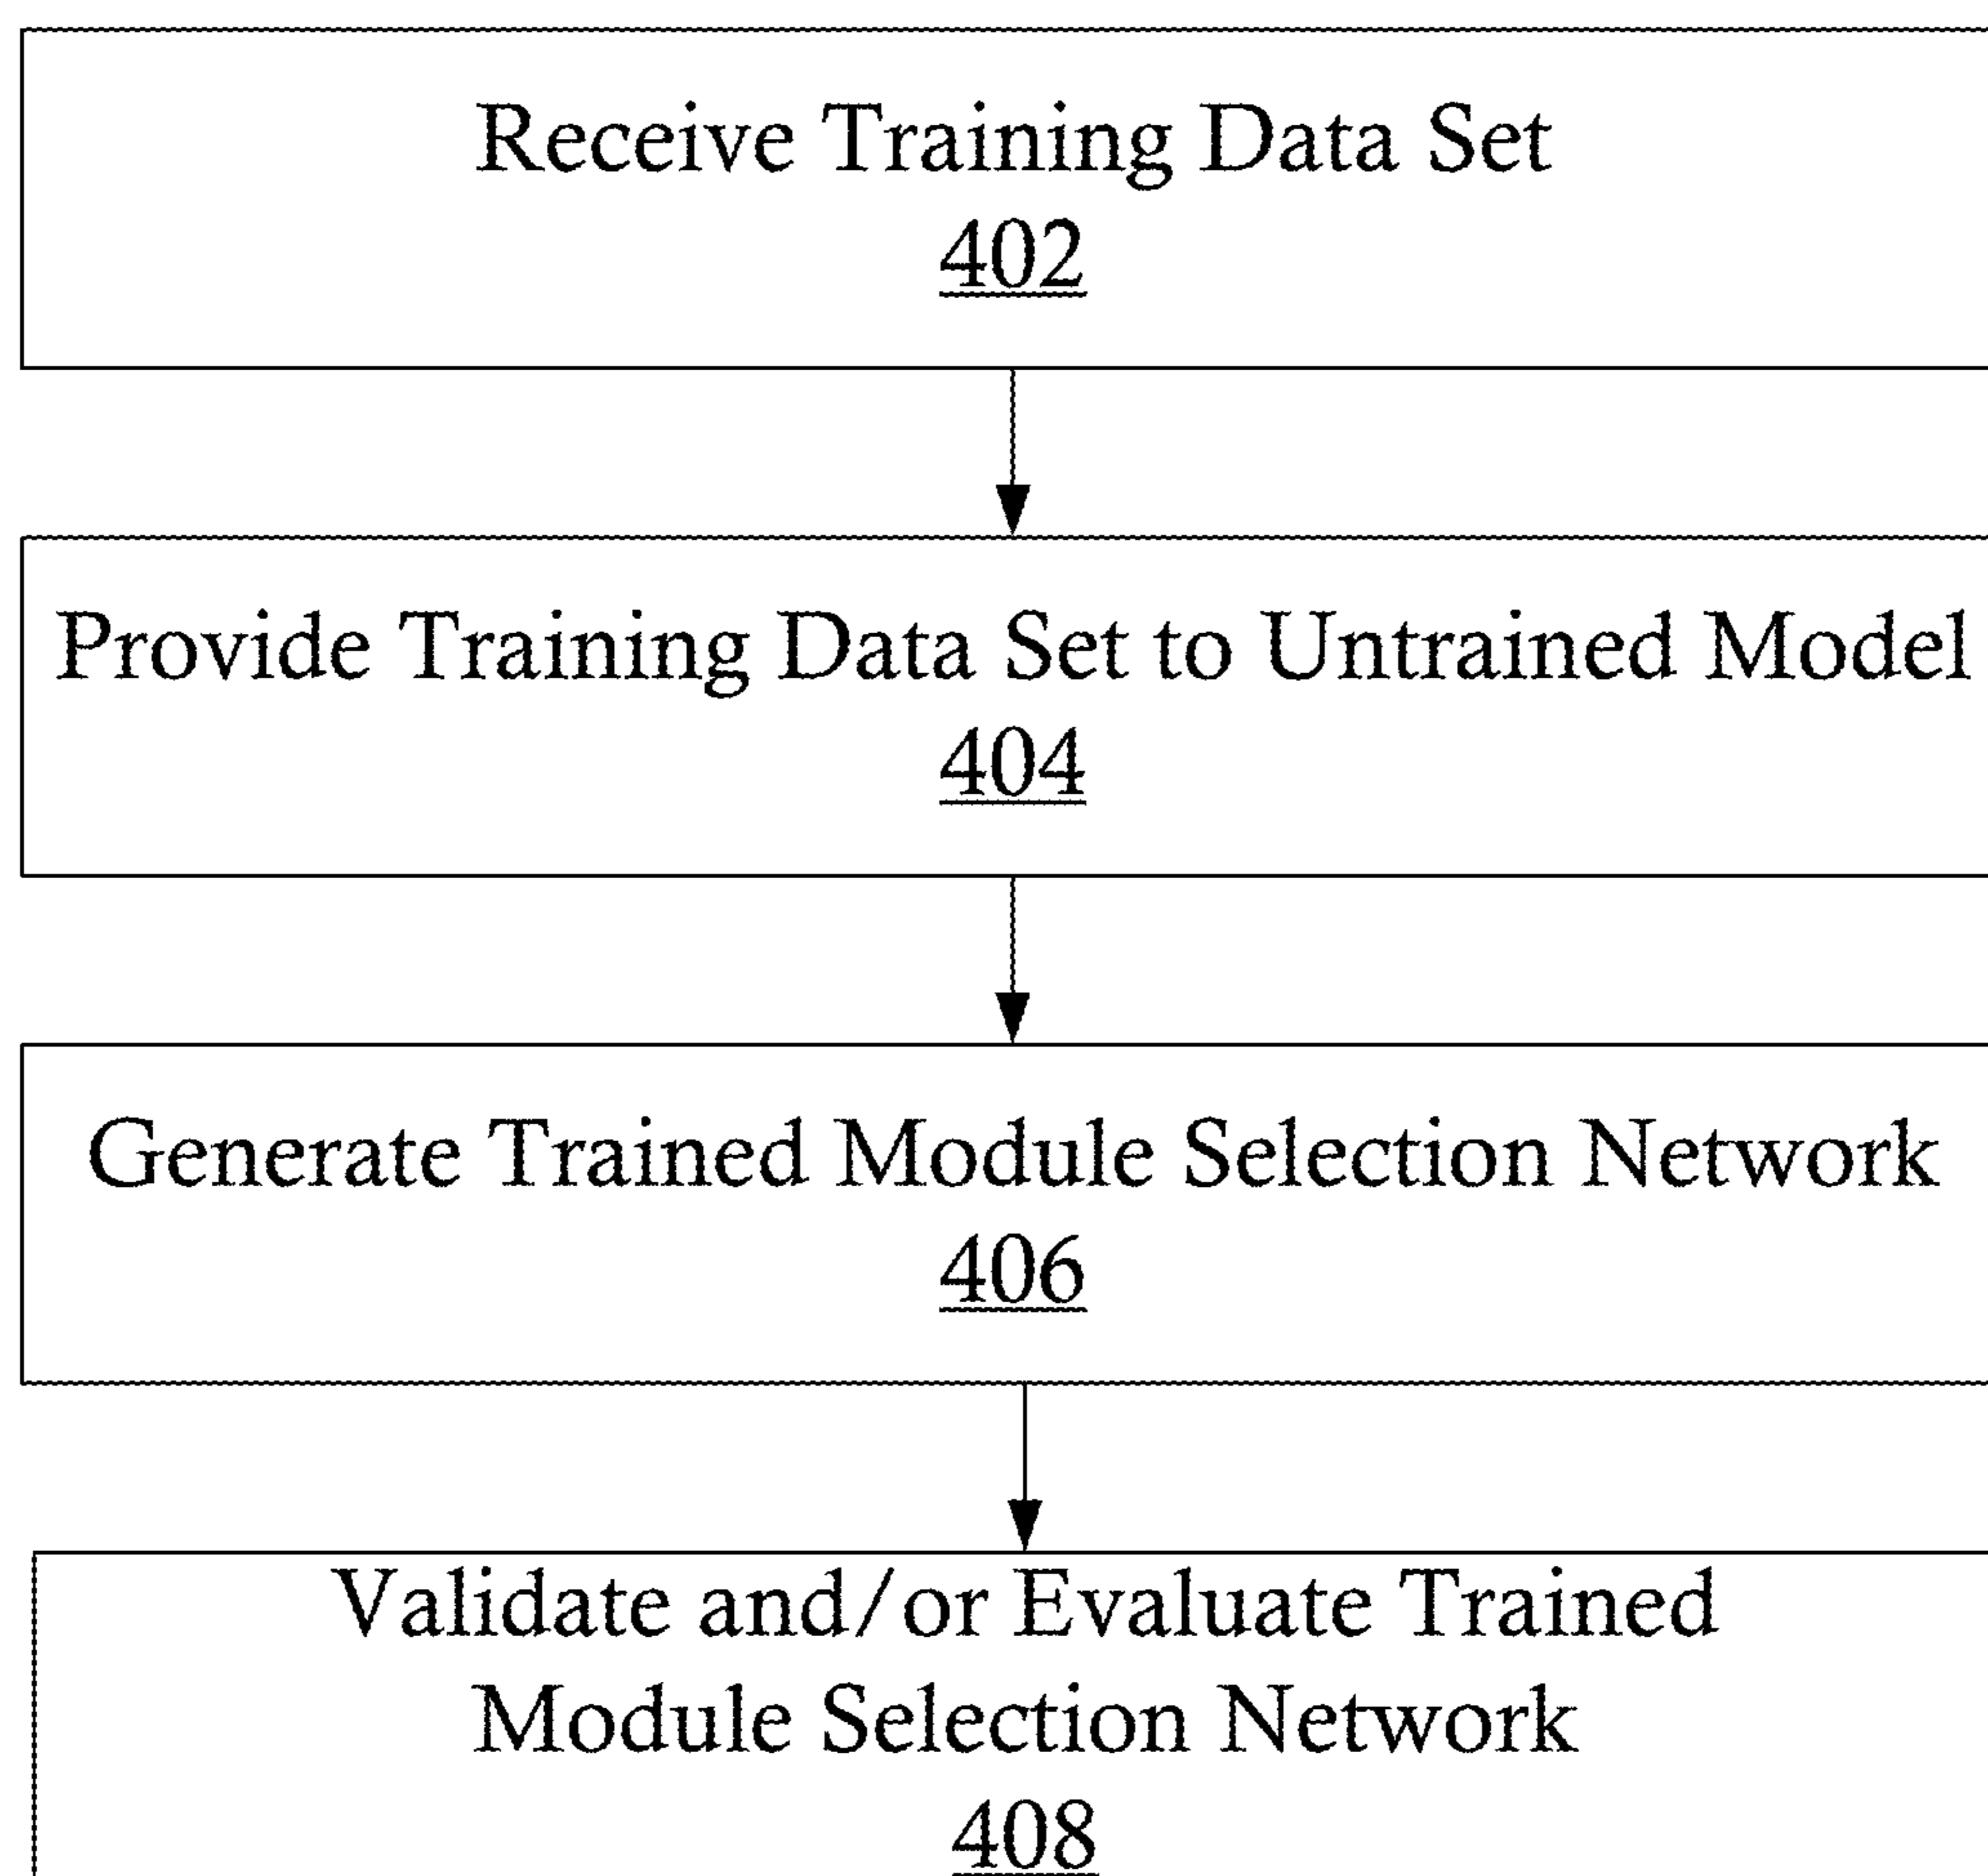 Receive Training Data Set
402
Provide Training Data Set to Untrained Model
404
Generate Trained Module Selection Network
406
Validate and/or Evaluate Trained
Module Selection Network
408